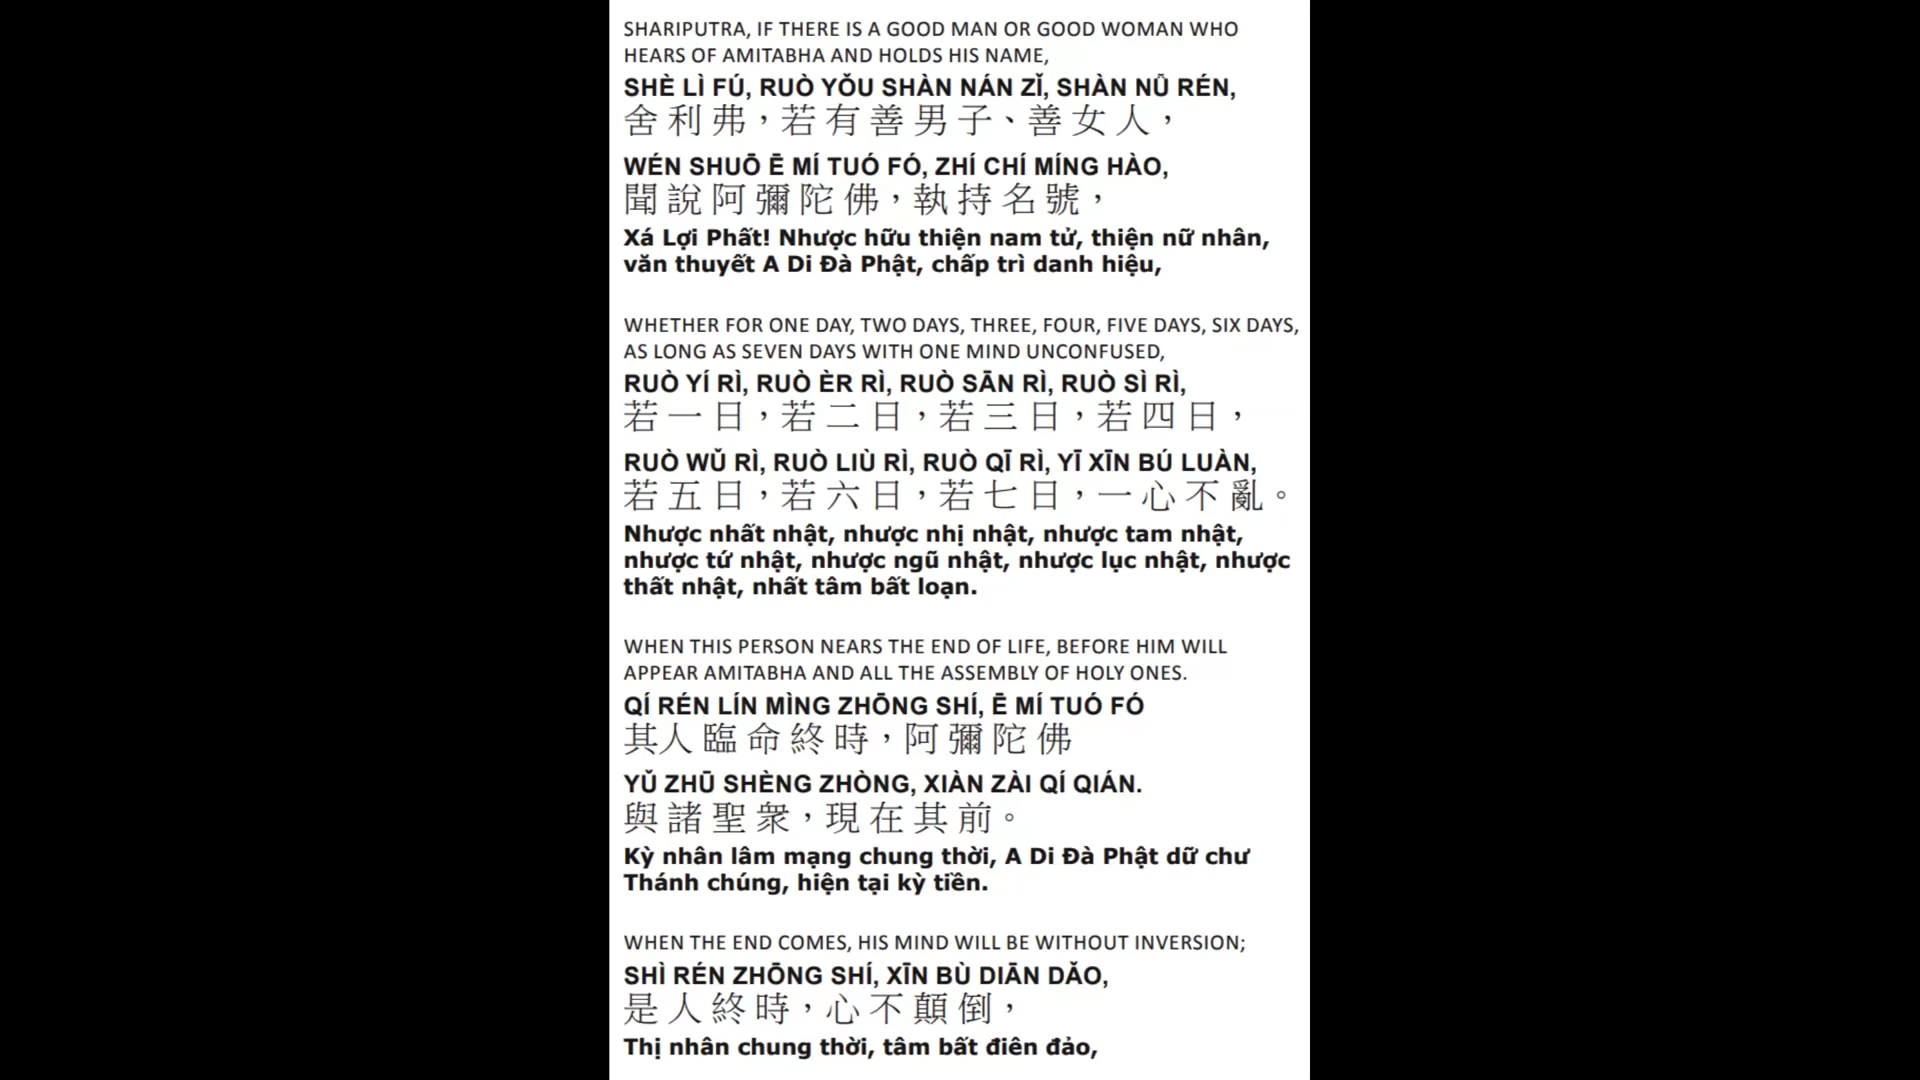 SHARIPUTRA, IF THERE IS A GOOD MAN OR GOOD WOMAN WHO
HEARS OF AMITABHA AND HOLDS HIS NAME,
SHÈ LÌ FÚ, RUÒ YǑU SHÀN NÁN ZǏ, SHÀN NǙ RÉN,
舍利弗，若有善男子、善女人，
WÉN SHUŌ Ē MÍ TUÓ FÓ, ZHÍ CHÍ MÍNG HÀO,
聞說阿彌陀佛，執持名號，
Xá Lợi Phất! Nhược hữu thiện nam tử, thiện nữ nhân,
văn thuyết A Di Đà Phật, chấp trì danh hiệu,
WHETHER FOR ONE DAY, TWO DAYS, THREE, FOUR, FIVE DAYS, SIX DAYS,
AS LONG AS SEVEN DAYS WITH ONE MIND UNCONFUSED,
RUÒ YÍ RÌ, RUÒ ÈR RÌ, RUÒ SĀN RÌ, RUÒ SÌ RÌ,
若一日，若二日，若三日，若四日，
RUÒ WǓ RÌ, RUÒ LIÙ RÌ, RUÒ QĪ RÌ, YĪ XĪN BÚ LUÀN,
若五日，若六日，若七日，一心不亂。
Nhược nhất nhật, nhược nhị nhật, nhược tam nhật,
nhược tứ nhật, nhược ngũ nhật, nhược lục nhật, nhược
thất nhật, nhất tâm bất loạn.
WHEN THIS PERSON NEARS THE END OF LIFE, BEFORE HIM WILL
APPEAR AMITABHA AND ALL THE ASSEMBLY OF HOLY ONES.
QÍ RÉN LÍN MÌNG ZHŌNG SHÍ, Ē MÍ TUÓ FÓ
其人臨命終時，阿彌陀佛
YǓ ZHŪ SHÈNG ZHÒNG, XIÀN ZÀI QÍ QIÁN.
與諸聖衆，現在其前。
Kỳ nhân lâm mạng chung thời, A Di Đà Phật dữ chư
Thánh chúng, hiện tại kỳ tiền.
WHEN THE END COMES, HIS MIND WILL BE WITHOUT INVERSION;
SHÌ RÉN ZHŌNG SHÍ, XĪN BÙ DIĀN DǍO,
是人終時，心不顛倒，
Thị nhân chung thời, tâm bất điên đảo,